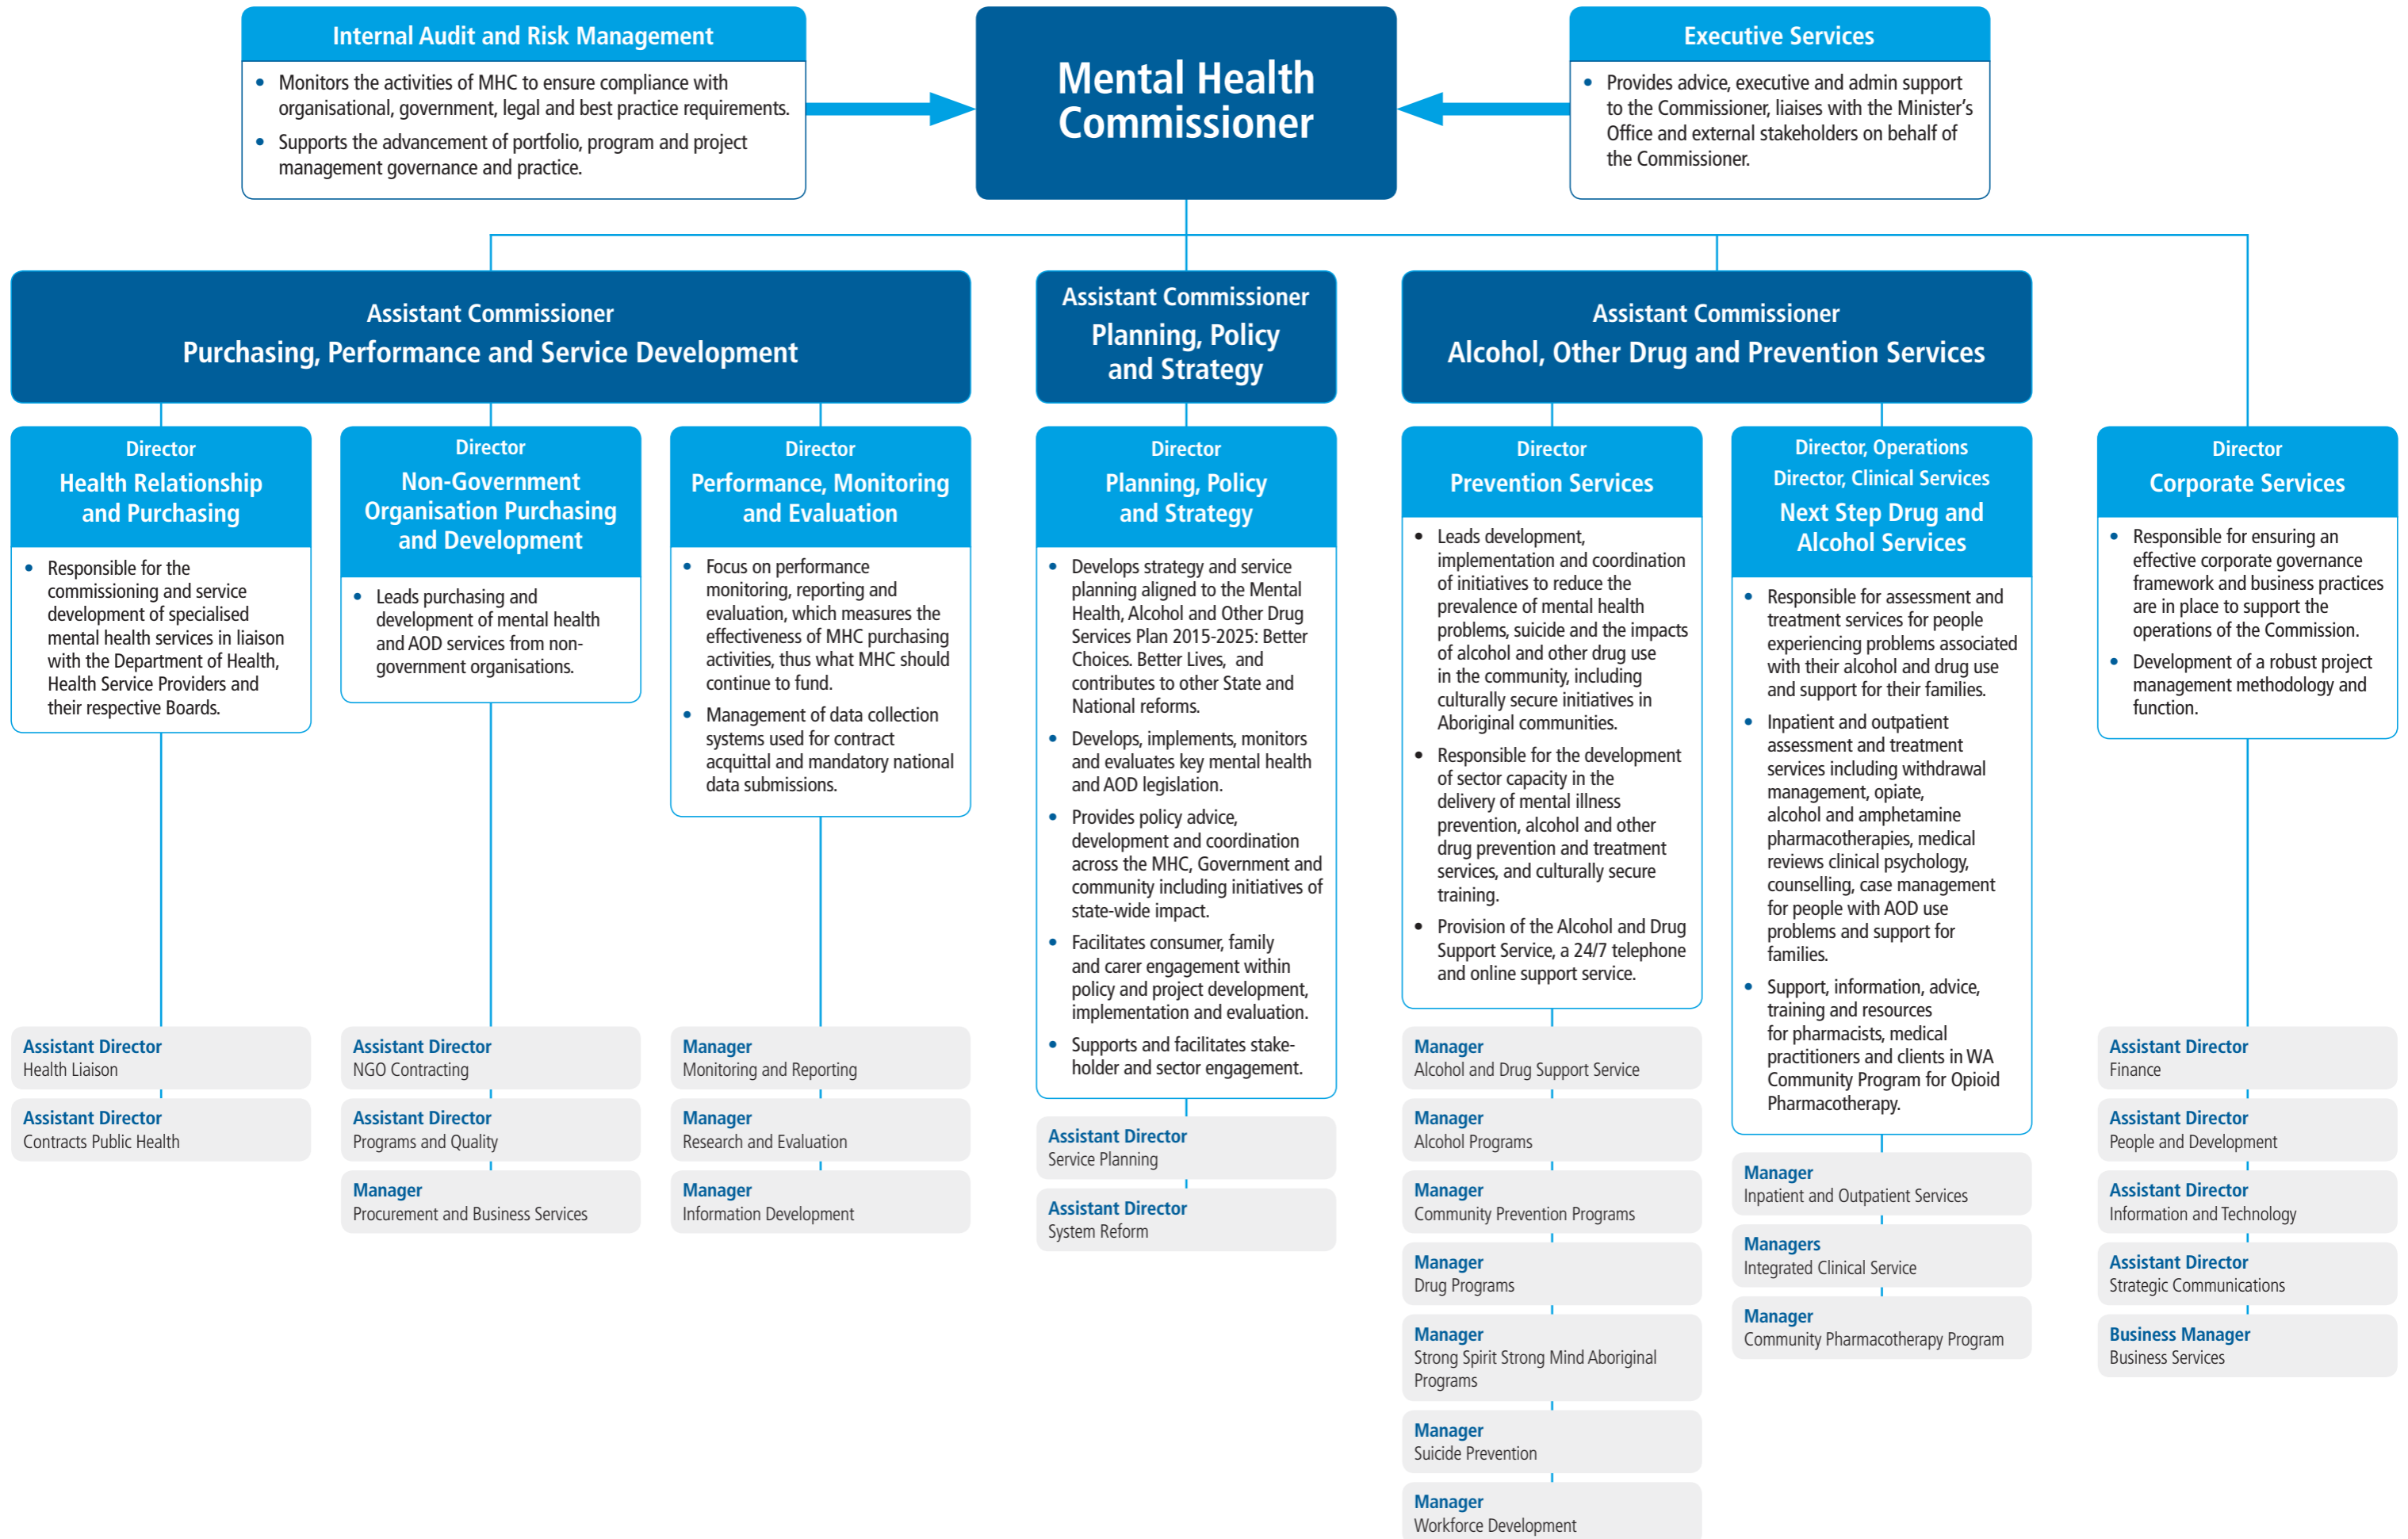 Internal Audit and Risk Management
• Monitors the activities of MHC to ensure compliance with
organisational, government, legal and best practice requirements.
• Supports the advancement of portfolio, program and project
management governance and practice.
Mental Health
Commissioner
Executive Services
• Provides advice, executive and admin support
to the Commissioner, liaises with the Minister’s
Office and external stakeholders on behalf of
the Commissioner.
Assistant Commissioner
Purchasing, Performance and Service Development
Assistant Commissioner
Planning, Policy
and Strategy
Assistant Commissioner
Alcohol, Other Drug and Prevention Services
Director
Health Relationship
and Purchasing
• Responsible for the
commissioning and service
development of specialised
mental health services in liaison
with the Department of Health,
Health Service Providers and
their respective Boards.
Assistant Director
Health Liaison
Assistant Director
Contracts Public Health
Director
Non-Government
Organisation Purchasing
and Development
• Leads purchasing and
development of mental health
and AOD services from non-
government organisations.
Assistant Director
NGO Contracting
Assistant Director
Programs and Quality
Manager
Procurement and Business Services
Director
Performance, Monitoring
and Evaluation
• Focus on performance
monitoring, reporting and
evaluation, which measures the
effectiveness of MHC purchasing
activities, thus what MHC should
continue to fund.
• Management of data collection
systems used for contract
acquittal and mandatory national
data submissions.
Manager
Monitoring and Reporting
Manager
Research and Evaluation
Manager
Information Development
Director
Planning, Policy
and Strategy
• Develops strategy and service
planning aligned to the Mental
Health, Alcohol and Other Drug
Services Plan 2015-2025: Better
Choices. Better Lives, and
contributes to other State and
National reforms.
• Develops, implements, monitors
and evaluates key mental health
and AOD legislation.
• Provides policy advice,
development and coordination
across the MHC, Government and
community including initiatives of
state-wide impact.
• Facilitates consumer, family
and carer engagement within
policy and project development,
implementation and evaluation.
• Supports and facilitates stake-
holder and sector engagement.
Assistant Director
Service Planning
Assistant Director
System Reform
Director
Prevention Services
• Leads development,
implementation and coordination
of initiatives to reduce the
prevalence of mental health
problems, suicide and the impacts
of alcohol and other drug use
in the community, including
culturally secure initiatives in
Aboriginal communities.
• Responsible for the development
of sector capacity in the
delivery of mental illness
prevention, alcohol and other
drug prevention and treatment
services, and culturally secure
training.
• Provision of the Alcohol and Drug
Support Service, a 24/7 telephone
and online support service.
Manager
Alcohol and Drug Support Service
Manager
Alcohol Programs
Manager
Community Prevention Programs
Manager
Drug Programs
Manager
Strong Spirit Strong Mind Aboriginal
Programs
Manager
Suicide Prevention
Manager
Workforce Development
Director, Operations
Director, Clinical Services
Next Step Drug and
Alcohol Services
• Responsible for assessment and
treatment services for people
experiencing problems associated
with their alcohol and drug use
and support for their families.
• Inpatient and outpatient
assessment and treatment
services including withdrawal
management, opiate,
alcohol and amphetamine
pharmacotherapies, medical
reviews clinical psychology,
counselling, case management
for people with AOD use
problems and support for
families.
• Support, information, advice,
training and resources
for pharmacists, medical
practitioners and clients in WA
Community Program for Opioid
Pharmacotherapy.
Manager
Inpatient and Outpatient Services
Managers
Integrated Clinical Service
Manager
Community Pharmacotherapy Program
Director
Corporate Services
• Responsible for ensuring an
effective corporate governance
framework and business practices
are in place to support the
operations of the Commission.
• Development of a robust project
management methodology and
function.
Assistant Director
Finance
Assistant Director
People and Development
Assistant Director
Information and Technology
Assistant Director
Strategic Communications
Business Manager
Business Services